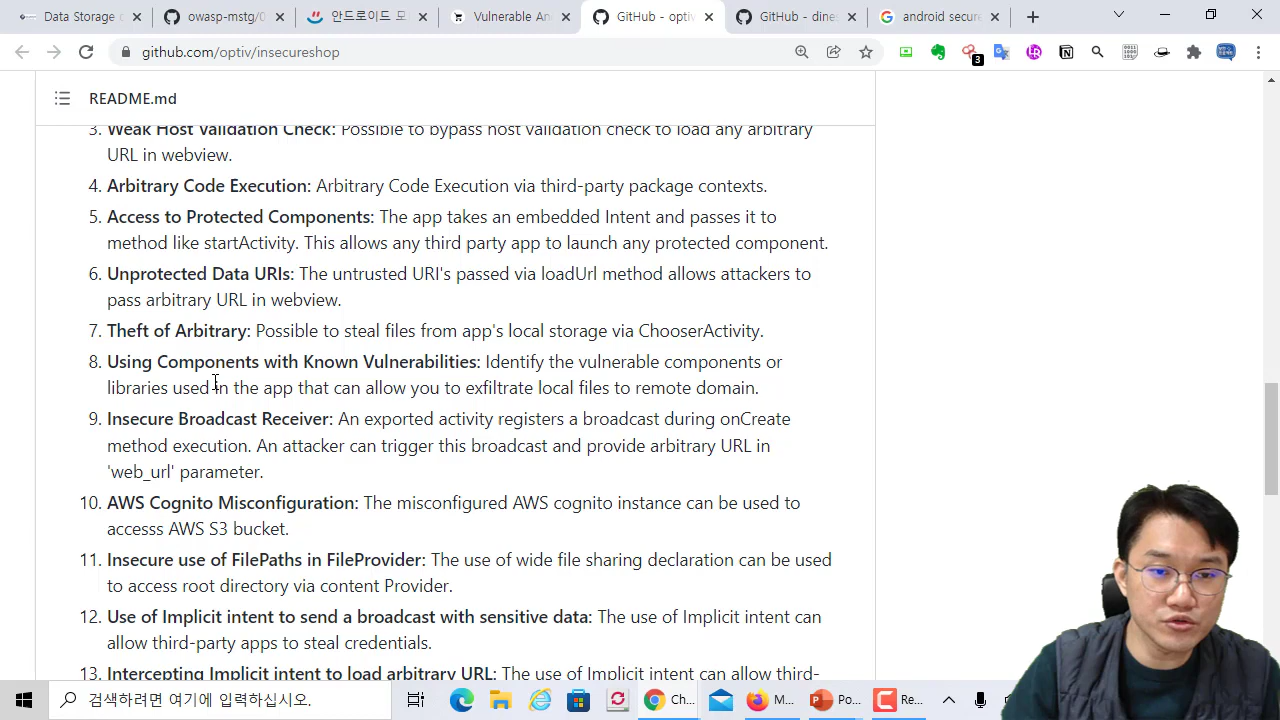 Data Storage
owasp-mstg/0
안드로이드 모
Vulnerable An
GitHub - optiv
GitHub - dine
android secure
github.com/optiv/insecureshop
3
README.md
3. Weak Host Validation Check: Possible to bypass host validation check to load any arbitrary
URL in webview.
4. Arbitrary Code Execution: Arbitrary Code Execution via third-party package contexts.
5. Access to Protected Components: The app takes an embedded Intent and passes it to
method like startActivity. This allows any third party app to launch any protected component.
6. Unprotected Data URIs: The untrusted URI's passed via loadUrl method allows attackers to
pass arbitrary URL in webview.
7. Theft of Arbitrary: Possible to steal files from app's local storage via ChooserActivity.
8. Using Components with Known Vulnerabilities: Identify the vulnerable components or
libraries used in the app that can allow you to exfiltrate local files to remote domain.
9. Insecure Broadcast Receiver: An exported activity registers a broadcast during onCreate
method execution. An attacker can trigger this broadcast and provide arbitrary URL in
'web_url' parameter.
10. AWS Cognito Misconfiguration: The misconfigured AWS cognito instance can be used to
accesss AWS S3 bucket.
11. Insecure use of FilePaths in FileProvider: The use of wide file sharing declaration can be used
to access root directory via content Provider.
12. Use of Implicit intent to send a broadcast with sensitive data: The use of Implicit intent can
allow third-party apps to steal credentials.
13. Intercepting Implicit intent to load arbitrary URL: The use of Implicit intent can allow third-
검색하려면 여기에 입력하십시오.
Ch...
M...
Po...
Re...